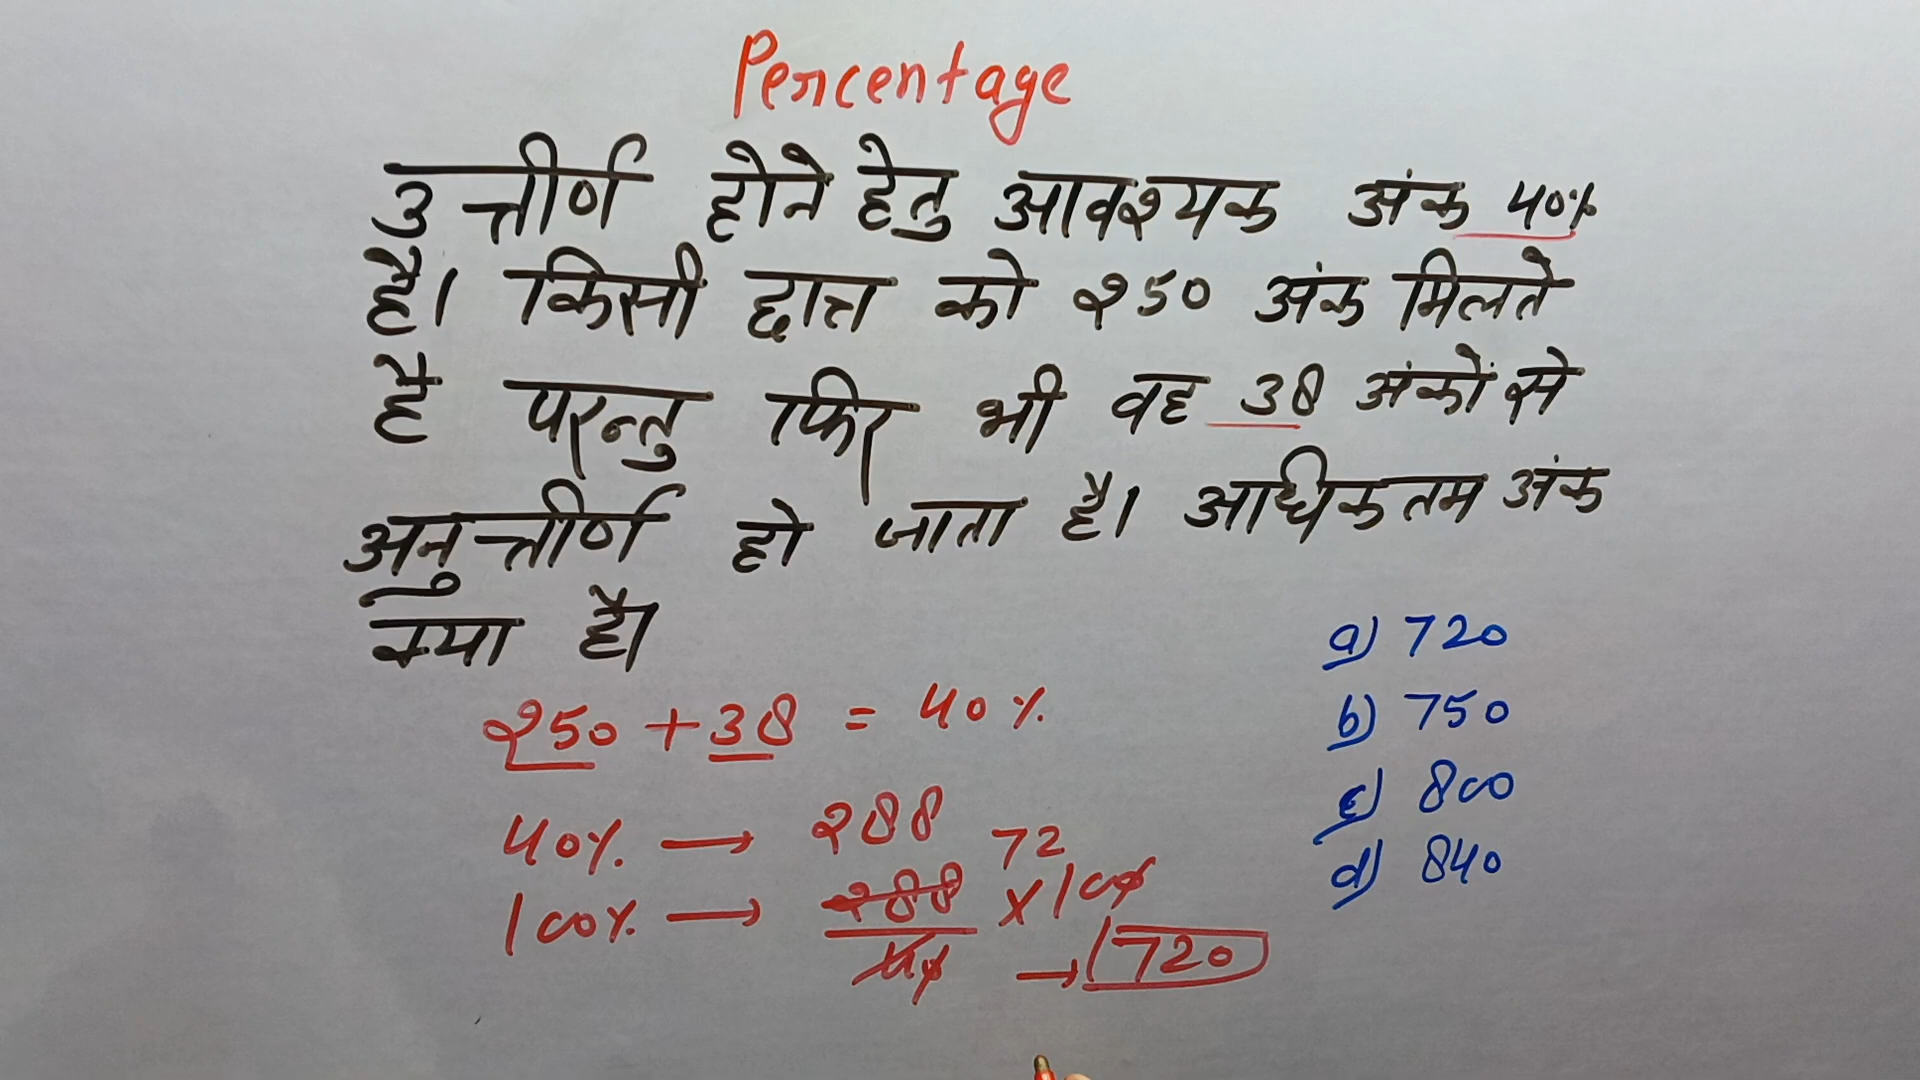 Percentage
उत्तीर्ण होने हेतु आवश्यक अंक 40%
है। किसी छात्र को 250 अंक मिलते
है परन्तु फिर भी वह 38 अंकों से
अनुत्तीर्ण हो जाता है। अधिकतम अंक
क्या है।
a) 720
b) 750
c) 800
d) 840
250 + 38 = 40%
40% → 288
72
100% → 288/40 × 100
→ 720